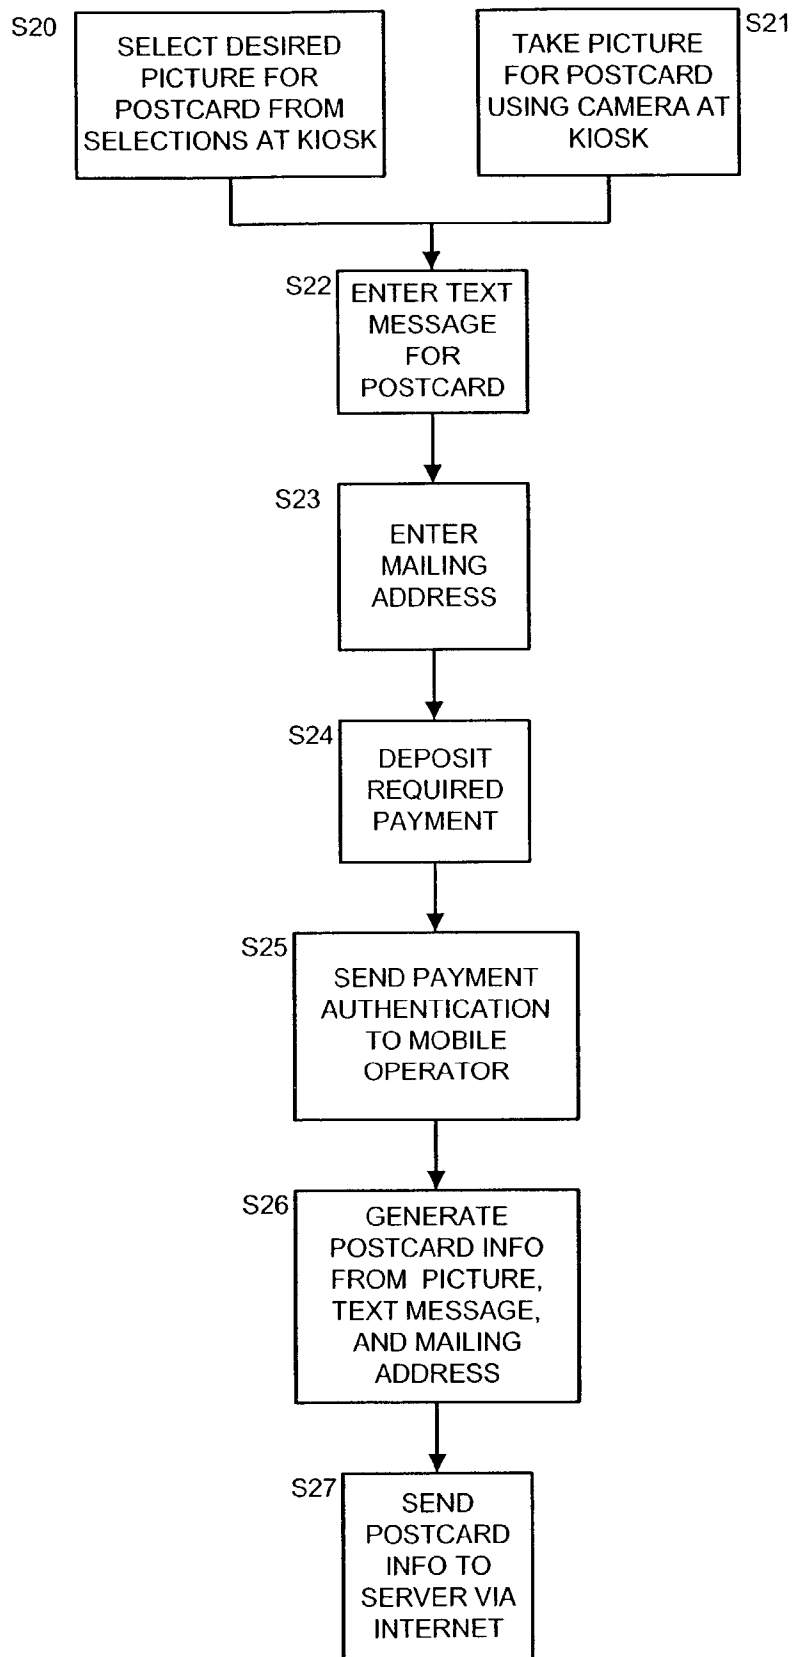 S20
SELECT DESIRED
PICTURE FOR
POSTCARD FROM
SELECTIONS AT KIOSK
S21
TAKE PICTURE
FOR POSTCARD
USING CAMERA AT
KIOSK
S22
ENTER TEXT
MESSAGE
FOR
POSTCARD
S23
ENTER
MAILING
ADDRESS
S24
DEPOSIT
REQUIRED
PAYMENT
S25
SEND PAYMENT
AUTHENTICATION
TO MOBILE
OPERATOR
S26
GENERATE
POSTCARD INFO
FROM PICTURE,
TEXT MESSAGE,
AND MAILING
ADDRESS
S27
SEND
POSTCARD
INFO TO
SERVER VIA
INTERNET